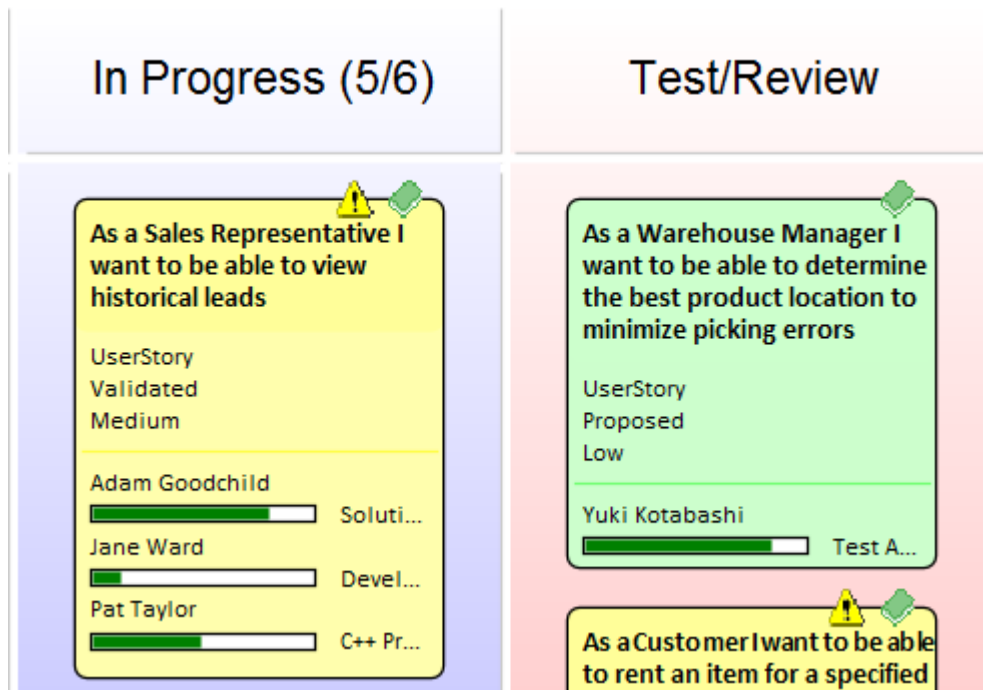 In Progress (5/6)
Test/Review
As a Sales Representative I
want to be able to view
historical leads
UserStory
Validated
Medium
Adam Goodchild
Soluti...
Jane Ward
Devel...
Pat Taylor
C++ Pr...
As a Warehouse Manager I
want to be able to determine
the best product location to
minimize picking errors
UserStory
Proposed
Low
Yuki Kotabashi
Test A...
As a Customer I want to be able
to rent an item for a specified